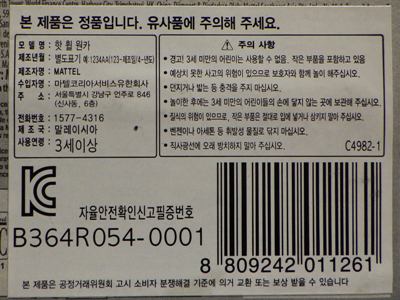 본 제품은 정품입니다. 유사품에 주의해 주세요.
모 델 명 : 핫 휠 원카
제조년월 : 별도표기 예:1234AA(123-제조일/4-년도)
제조자명 : MATTEL
수입자명 : 마텔코리아서비스유한회사
주 소 : 서울특별시 강남구 언주로 846
(신사동, 6층)
전화번호 : 1577-4316
제 조 국 : 말레이시아
사용연령 : 3세이상
⚠ 주의 사항
• 경고! 3세 미만의 어린이는 사용할 수 없음. 작은 부품을 포함하고 있음
• 예상치 못한 사고의 위험이 있으므로 보호자와 함께 놀이 해주십시오.
• 던지거나 밟는 등 충격을 주지 마십시오.
• 놀이한 후에는 3세 미만의 어린이들의 손에 닿지 않는 곳에 보관해 주십시오.
• 질식의 위험이 있으므로, 작은 부품을 절대로 입에 넣거나 삼키지 말아 주십시오.
• 벤젠이나 아세톤 등 휘발성 물질로 닦지 마십시오.
• 직사광선에 오래 방치하지 말아 주십시오.
C4982-1
자율안전확인신고필증번호
B364R054-0001
8 809242 011261
본 제품은 공정거래위원회 고시 소비자 분쟁해결 기준에 의거 교환 또는 보상 받을 수 있습니다.